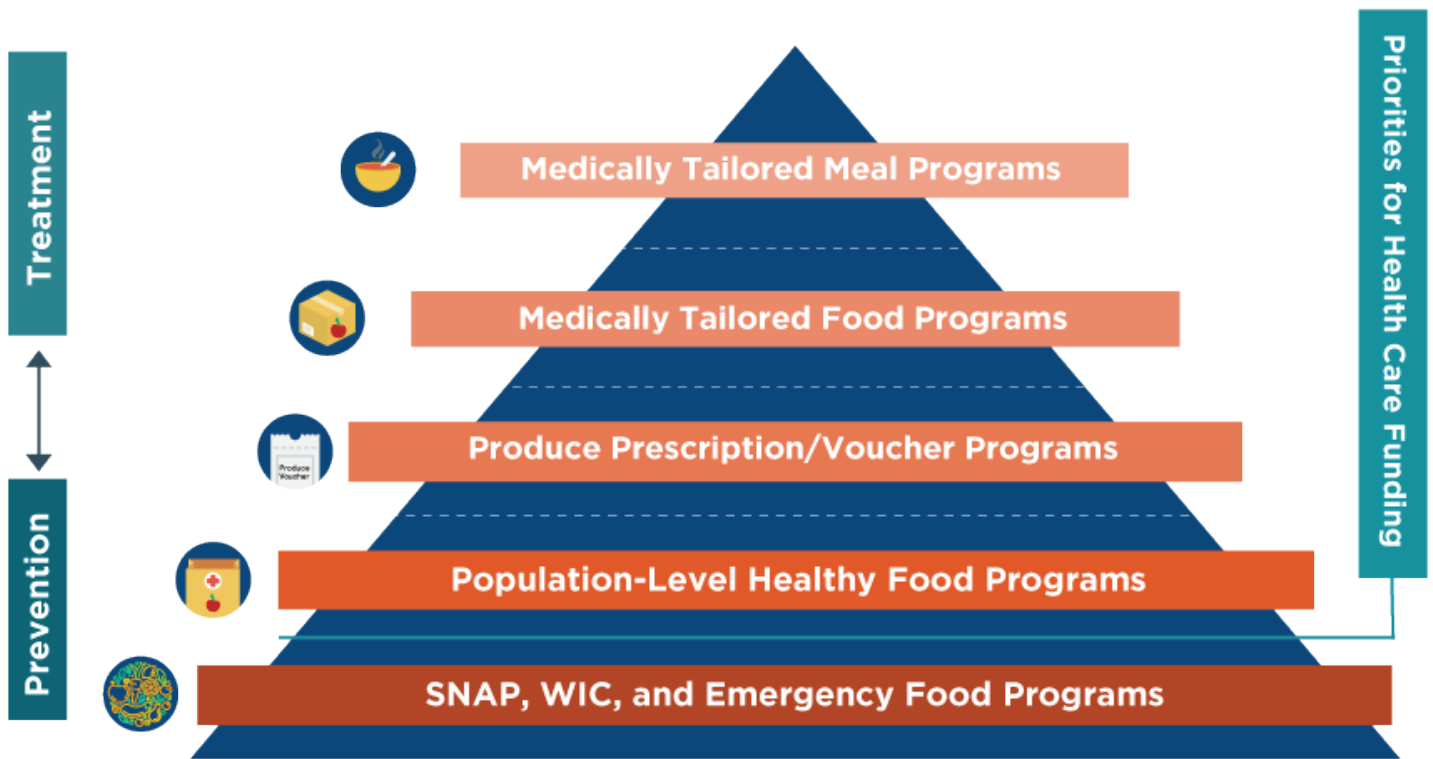 Treatment
Prevention
Medically Tailored Meal Programs
Medically Tailored Food Programs
Produce
Voucher
Produce Prescription/Voucher Programs
Population-Level Healthy Food Programs
SNAP, WIC, and Emergency Food Programs
Priorities for Health Care Funding